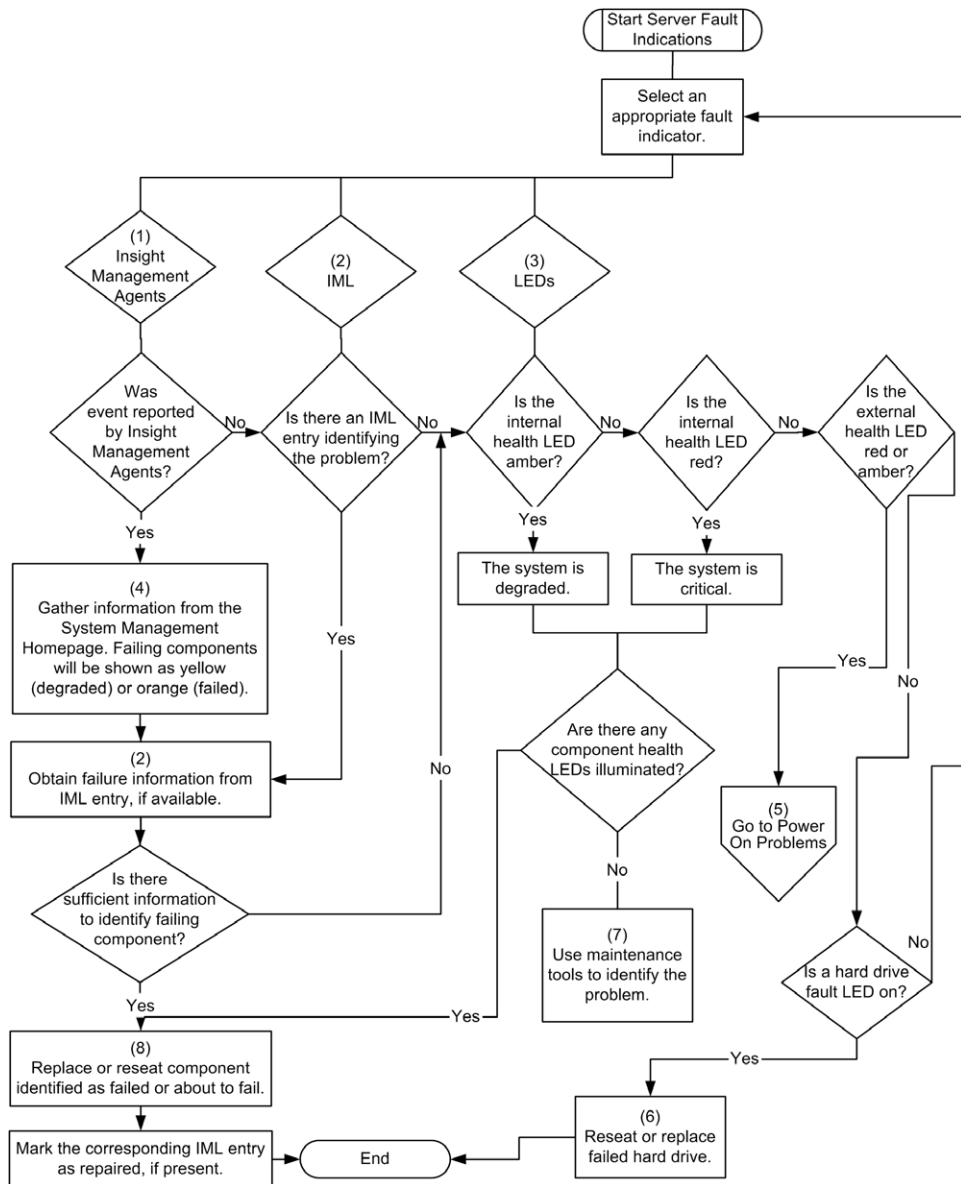 Start Server Fault
Indications
Select an
appropriate fault
indicator.
(1)
Insight
Management
Agents
(2)
IML
(3)
LEDs
Was
event reported
by Insight
Management
Agents?
No
Is there an IML
entry identifying
the problem?
No
Is the
internal
health LED
amber?
No
Is the
internal
health LED
red?
No
Is the
external
health LED
red or
amber?
Yes
Yes
Yes
The system is
degraded.
The system is
critical.
(4)
Gather information from the
System Management
Homepage. Failing components
will be shown as yellow
(degraded) or orange (failed).
Yes
Yes
No
(2)
Obtain failure information from
IML entry, if available.
No
Are there any
component health
LEDs illuminated?
(5)
Go to Power
On Problems
Is there
sufficient information
to identify failing
component?
No
(7)
Use maintenance
tools to identify the
problem.
No
Is a hard drive
fault LED on?
Yes
Yes
Yes
(8)
Replace or reseat component
identified as failed or about to fail.
(6)
Reseat or replace
failed hard drive.
Mark the corresponding IML entry
as repaired, if present.
End